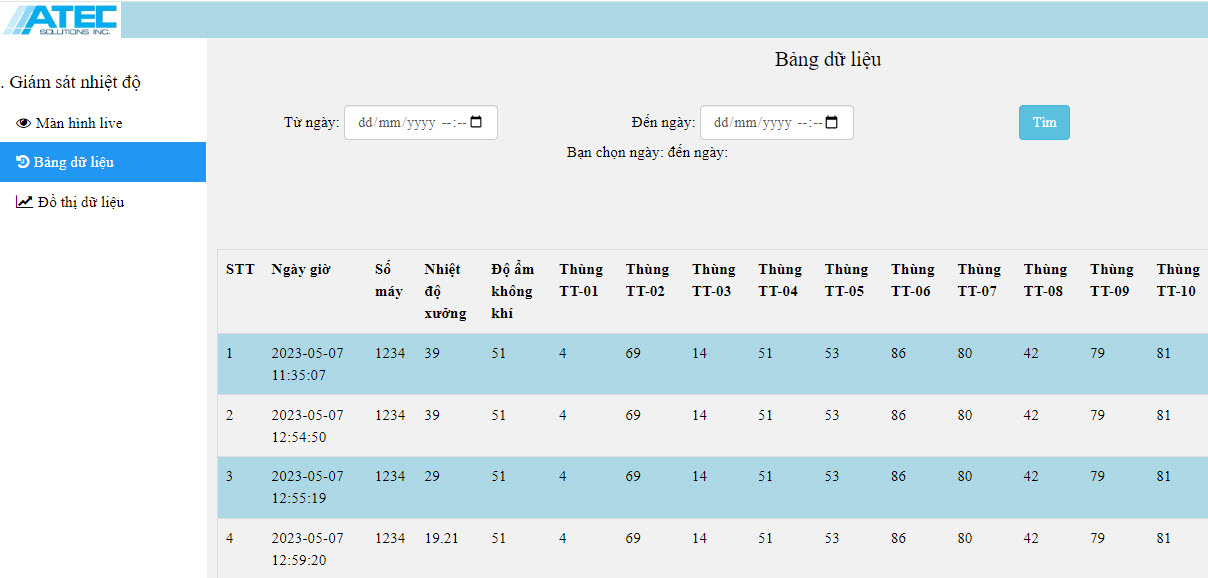 ATEC
SOLUTIONS INC.
Bảng dữ liệu
. Giám sát nhiệt độ
Màn hình live
Bảng dữ liệu
Đồ thị dữ liệu
Từ ngày: dd/mm/yyyy --:-- Đến ngày: dd/mm/yyyy --:-- Tìm
Bạn chọn ngày: đến ngày:
STT Ngày giờ Số máy Nhiệt độ xưởng Độ ẩm không khí Thùng TT-01 Thùng TT-02 Thùng TT-03 Thùng TT-04 Thùng TT-05 Thùng TT-06 Thùng TT-07 Thùng TT-08 Thùng TT-09 Thùng TT-10
1 2023-05-07 11:35:07 1234 39 51 4 69 14 51 53 86 80 42 79 81
2 2023-05-07 12:54:50 1234 39 51 4 69 14 51 53 86 80 42 79 81
3 2023-05-07 12:55:19 1234 29 51 4 69 14 51 53 86 80 42 79 81
4 2023-05-07 12:59:20 1234 19.21 51 4 69 14 51 53 86 80 42 79 81